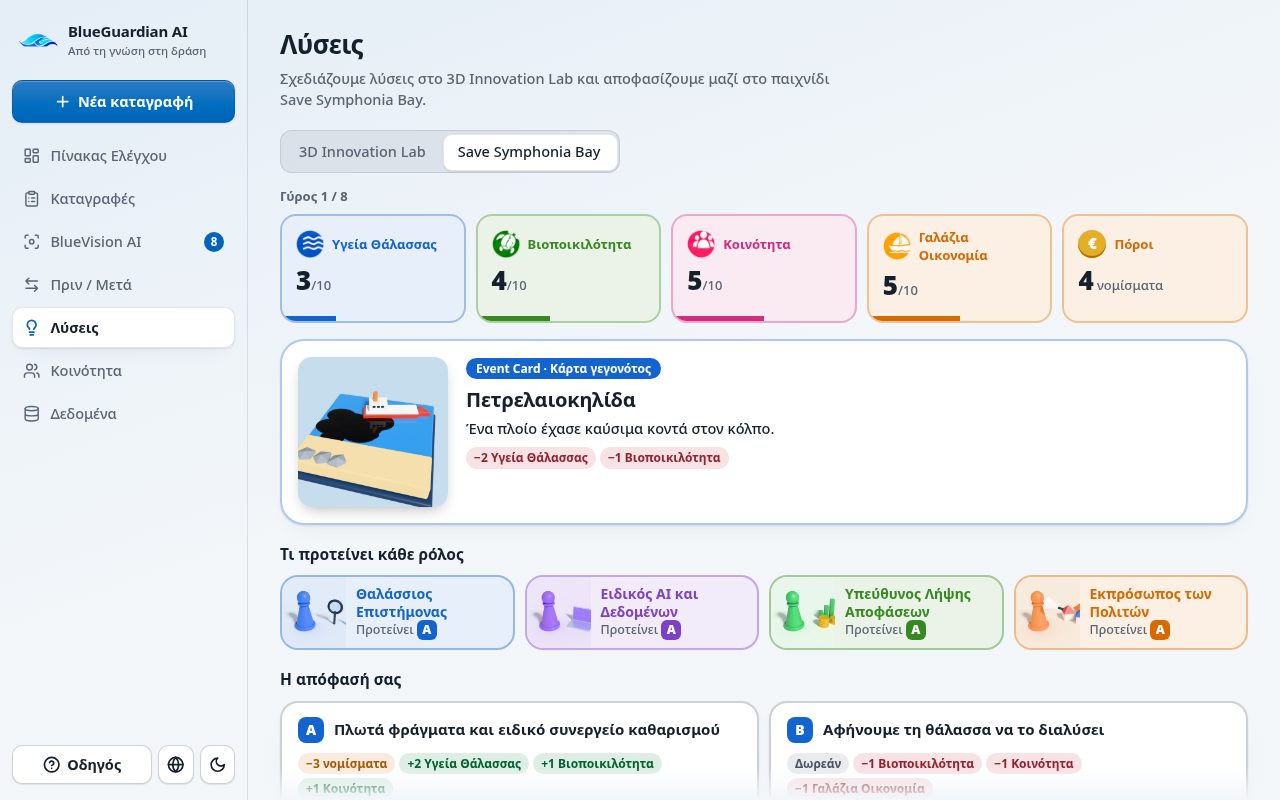 BlueGuardian AI
Από τη γνώση στη δράση
Νέα καταγραφή
Πίνακας Ελέγχου
Καταγραφές
BlueVision AI 8
Πριν / Μετά
Λύσεις
Κοινότητα
Δεδομένα
Οδηγός
Λύσεις
Σχεδιάζουμε λύσεις στο 3D Innovation Lab και αποφασίζουμε μαζί στο παιχνίδι
Save Symphonia Bay.
3D Innovation Lab Save Symphonia Bay
Γύρος 1 / 8
Υγεία Θάλασσας
3/10
Βιοποικιλότητα
4/10
Κοινότητα
5/10
Γαλάζια
Οικονομία
5/10
€ Πόροι
4 νομίσματα
Event Card · Κάρτα γεγονότος
Πετρελαιοκηλίδα
Ένα πλοίο έχασε καύσιμα κοντά στον κόλπο.
−2 Υγεία Θάλασσας −1 Βιοποικιλότητα
Τι προτείνει κάθε ρόλος
Θαλάσσιος
Επιστήμονας
Προτείνει A
Ειδικός AI και
Δεδομένων
Προτείνει A
Υπεύθυνος Λήψης
Αποφάσεων
Προτείνει A
Εκπρόσωπος των
Πολιτών
Προτείνει A
Η απόφασή σας
A Πλωτά φράγματα και ειδικό συνεργείο καθαρισμού
−3 νομίσματα +2 Υγεία Θάλασσας +1 Βιοποικιλότητα
+1 Κοινότητα
B Αφήνουμε τη θάλασσα να το διαλύσει
Δωρεάν −1 Βιοποικιλότητα −1 Κοινότητα
−1 Γαλάζια Οικονομία